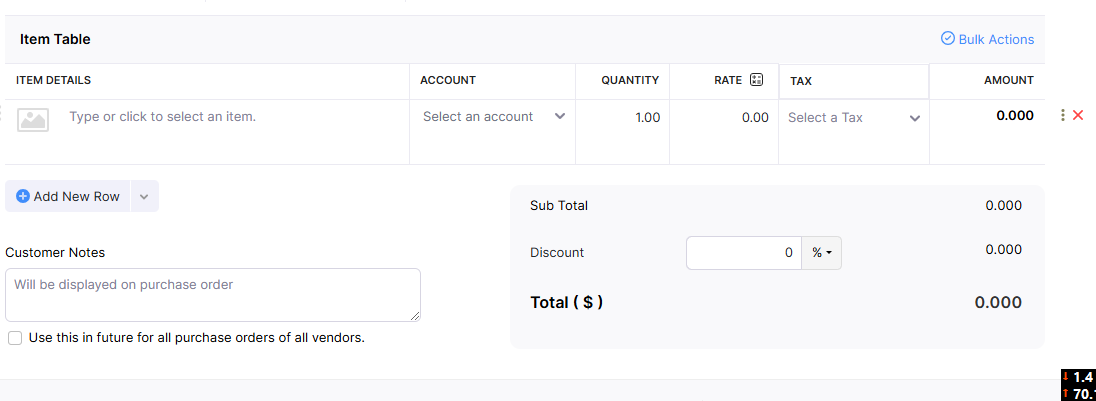 Item Table
Bulk Actions
ITEM DETAILS ACCOUNT QUANTITY RATE TAX AMOUNT
Type or click to select an item. Select an account 1.00 0.00 Select a Tax 0.000
Add New Row
Sub Total 0.000
Customer Notes
Discount 0 % 0.000
Will be displayed on purchase order
Total ( $ ) 0.000
Use this in future for all purchase orders of all vendors.
1.4